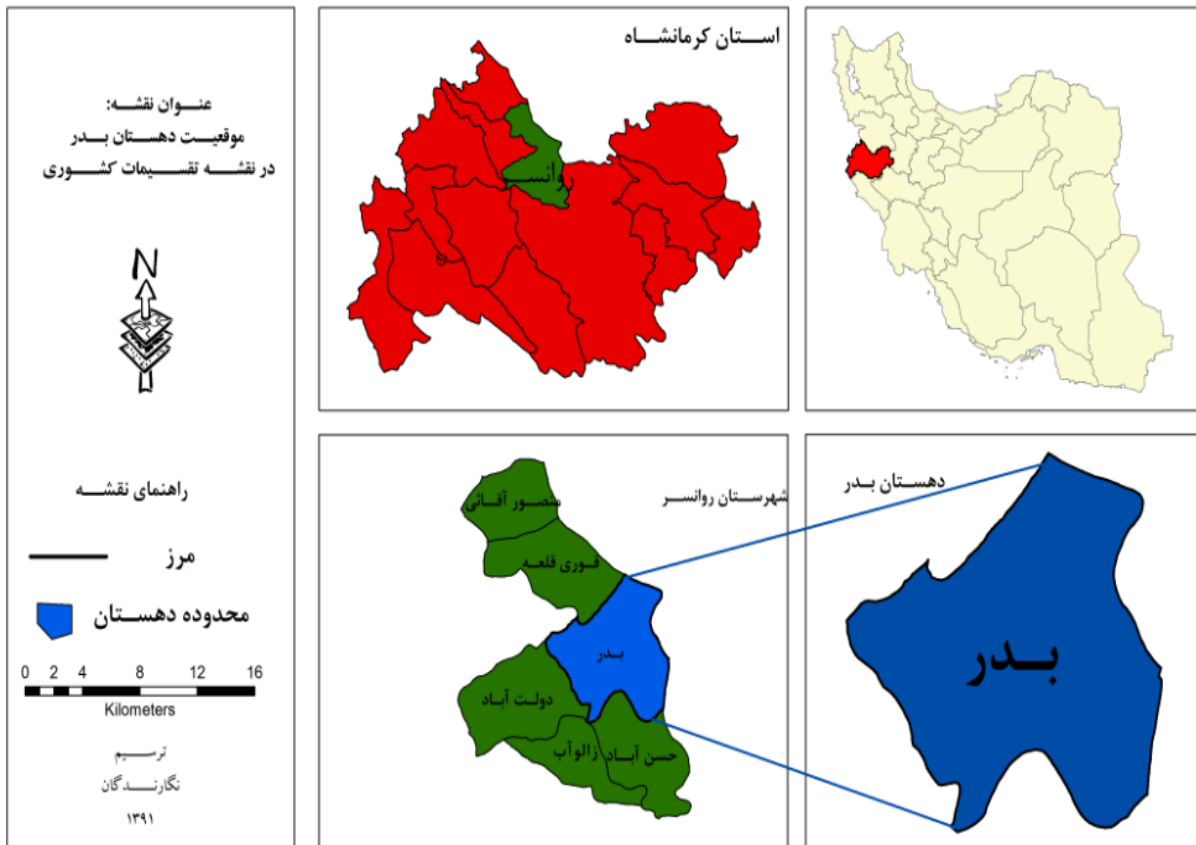 عنوان نقشه:
موقعیت دهستان بدر
در نقشه تقسیمات کشوری
N
راهنمای نقشه
مرز
محدوده دهستان
0 2 4 8 12 16
Kilometers
ترسیم
نگارندگان
۱۳۹۱
استان کرمانشاه
روانسر
شهرستان روانسر
منصور آقائی
قوری قلعه
بدر
دولت آباد
زالوآب
حسن آباد
دهستان بدر
بدر